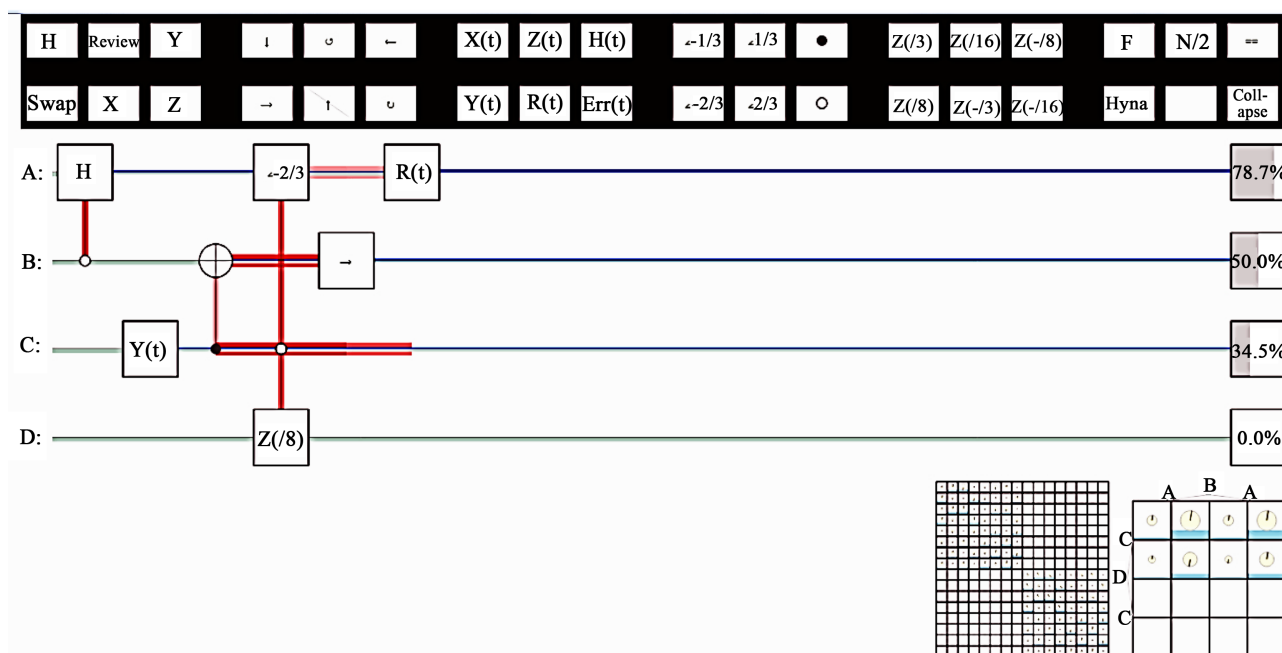 H Review Y ↓ ↺ ← X(t) Z(t) H(t) ∠-1/3 ∠1/3 ● Z(/3) Z(/16) Z(-/8) F N/2 ==
Swap X Z → ↑ ↻ Y(t) R(t) Err(t) ∠-2/3 ∠2/3 ○ Z(/8) Z(-/3) Z(-/16) Hyna Coll-
apse
A: H ∠-2/3 R(t) 78.7%
B: → 50.0%
C: Y(t) 34.5%
D: Z(/8) 0.0%
B
A A
C
D
C